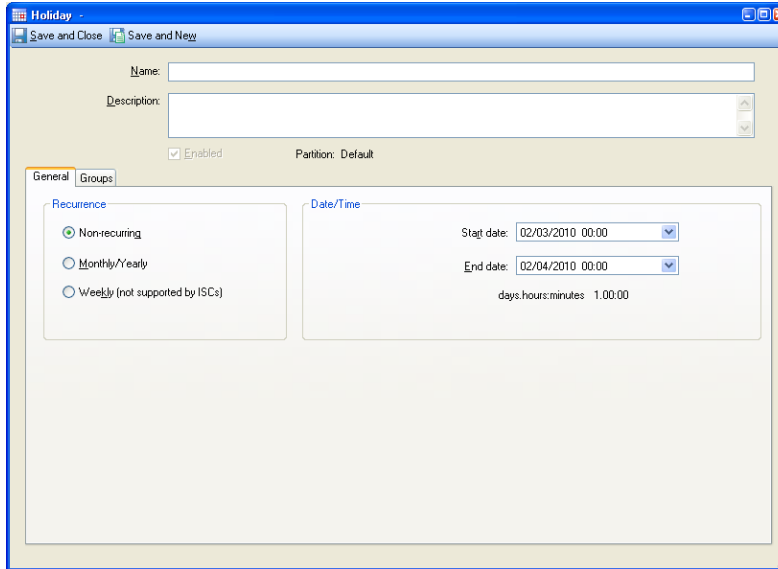 Holiday -
Save and Close Save and New
Name:
Description:
Enabled Partition: Default
General Groups
Recurrence Date/Time
Non-recurring Start date: 02/03/2010 00:00
Monthly/Yearly End date: 02/04/2010 00:00
Weekly (not supported by ISCs) days.hours:minutes 1.00:00